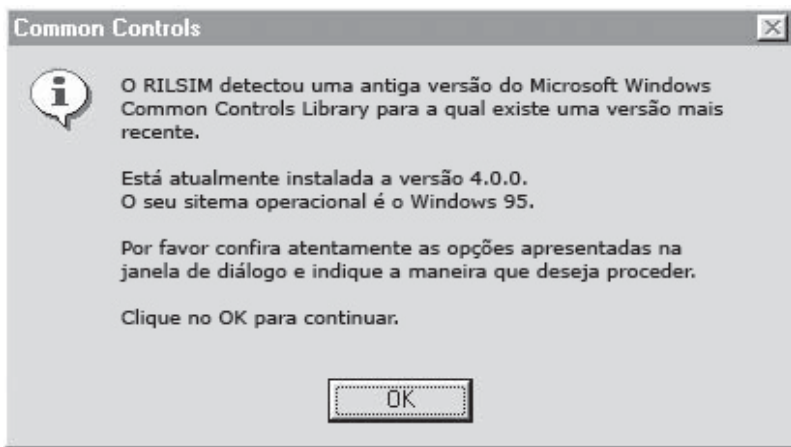 Common Controls
O RILSIM detectou uma antiga versão do Microsoft Windows
Common Controls Library para a qual existe uma versão mais
recente.
Está atualmente instalada a versão 4.0.0.
O seu sitema operacional é o Windows 95.
Por favor confira atentamente as opções apresentadas na
janela de diálogo e indique a maneira que deseja proceder.
Clique no OK para continuar.
OK